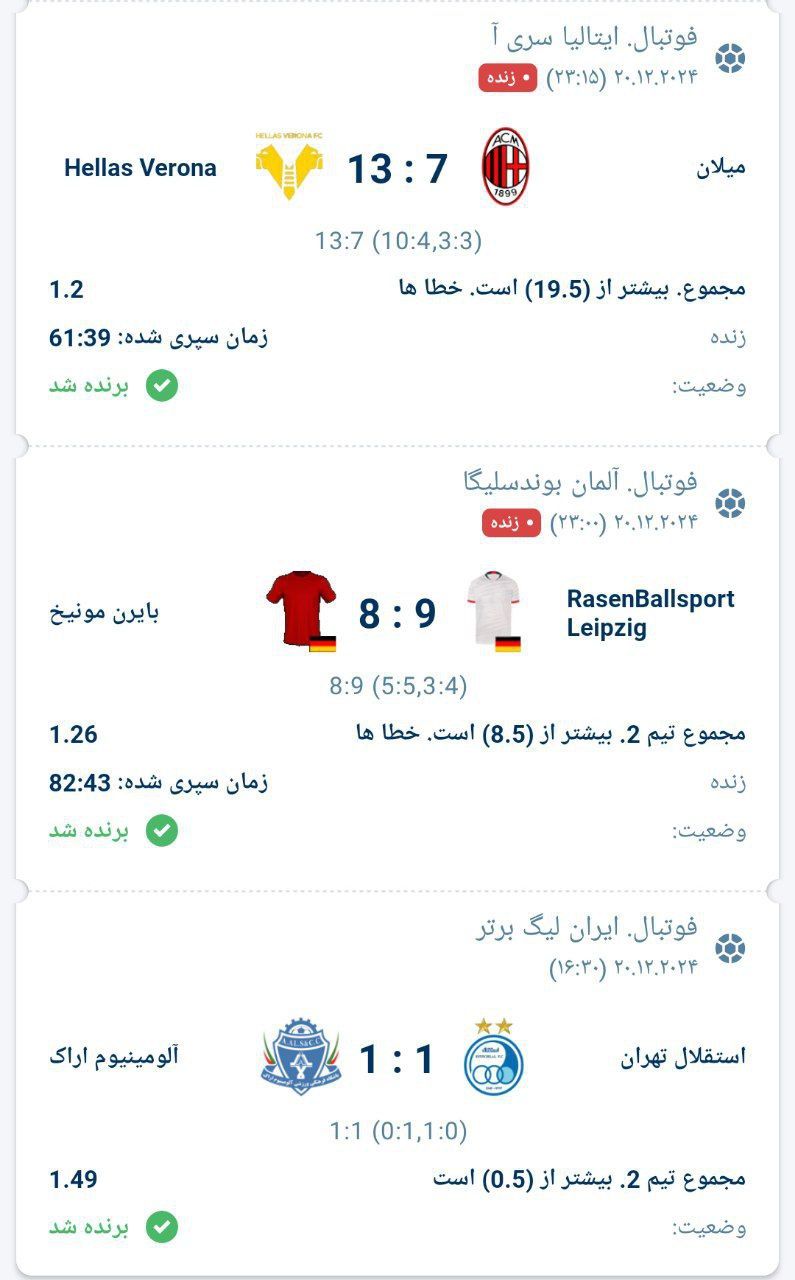 فوتبال. ایتالیا سری آ
۲۰.۱۲.۲۰۲۴ (۲۳:۱۵) • زنده
میلان
ACM
1899
13 : 7
HELLAS VERONA FC
Hellas Verona
13:7 (10:4,3:3)
مجموع. بیشتر از (19.5) است. خطا ها 1.2
زنده زمان سپری شده: 61:39
وضعیت: برنده شد
فوتبال. آلمان بوندسلیگا
۲۰.۱۲.۲۰۲۴ (۲۳:۰۰) • زنده
RasenBallsport
Leipzig
8 : 9
بایرن مونیخ
8:9 (5:5,3:4)
مجموع تیم 2. بیشتر از (8.5) است. خطا ها 1.26
زنده زمان سپری شده: 82:43
وضعیت: برنده شد
فوتبال. ایران لیگ برتر
۲۰.۱۲.۲۰۲۴ (۱۶:۳۰)
استقلال تهران
1 : 1
آلومینیوم اراک
1:1 (0:1,1:0)
مجموع تیم 2. بیشتر از (0.5) است 1.49
وضعیت: برنده شد